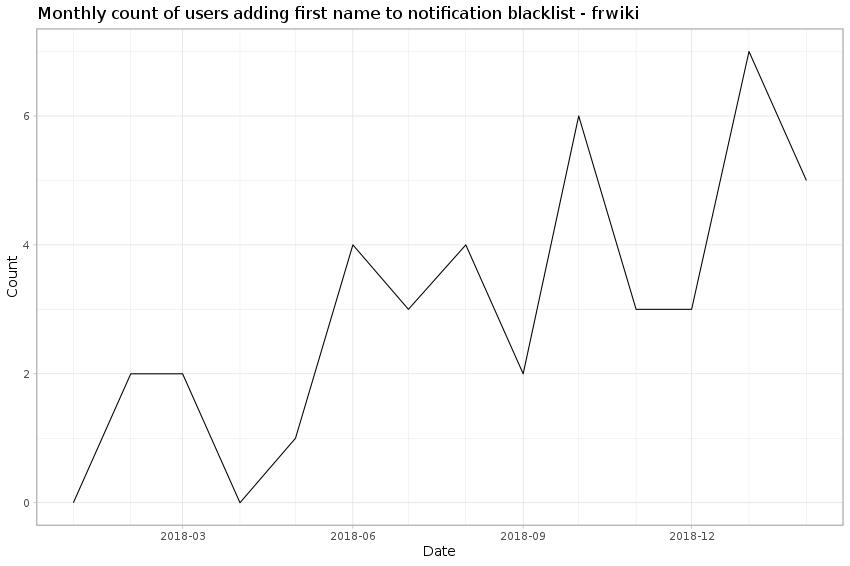 Monthly count of users adding first name to notification blacklist - frwiki
Count
6
4
2
0
2018-03
2018-06
2018-09
2018-12
Date